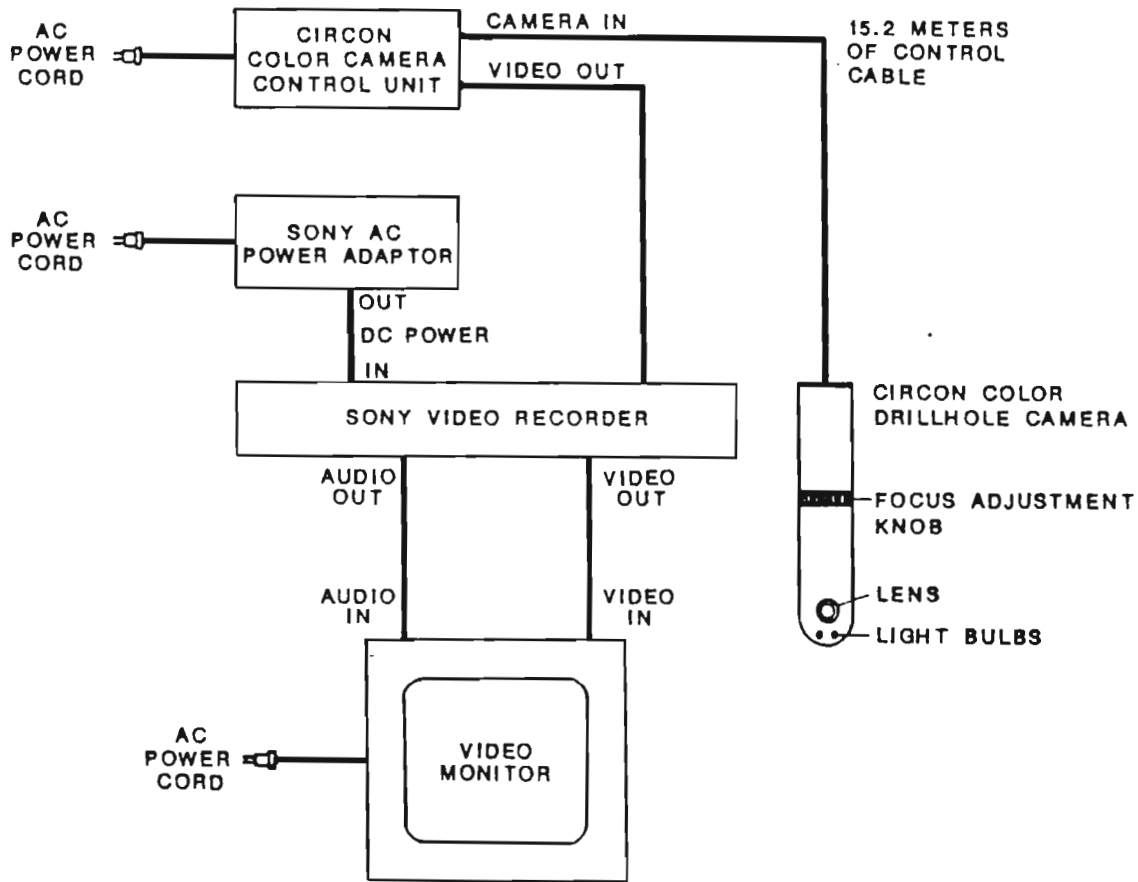 AC
POWER
CORD
CIRCON
COLOR CAMERA
CONTROL UNIT
CAMERA IN
VIDEO OUT
15.2 METERS
OF CONTROL
CABLE
AC
POWER
CORD
SONY AC
POWER ADAPTOR
OUT
DC POWER
IN
SONY VIDEO RECORDER
CIRCON COLOR
DRILLHOLE CAMERA
AUDIO
OUT
VIDEO
OUT
FOCUS ADJUSTMENT
KNOB
AUDIO
IN
VIDEO
IN
LENS
LIGHT BULBS
AC
POWER
CORD
VIDEO
MONITOR